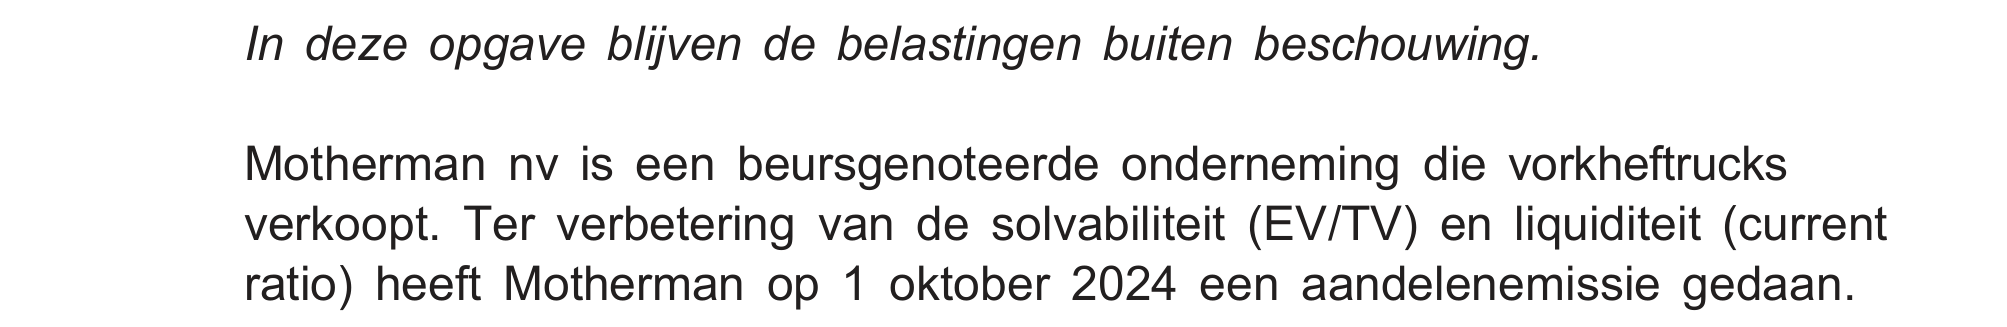 In deze opgave blijven de belastingen buiten beschouwing.
Motherman nv is een beursgenoteerde onderneming die vorkheftrucks
verkoopt. Ter verbetering van de solvabiliteit (EV/TV) en liquiditeit (current
ratio) heeft Motherman op 1 oktober 2024 een aandelenemissie gedaan.